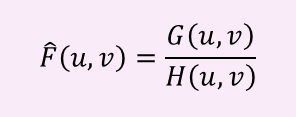 F̂(u, v) = G(u, v) / H(u, v)